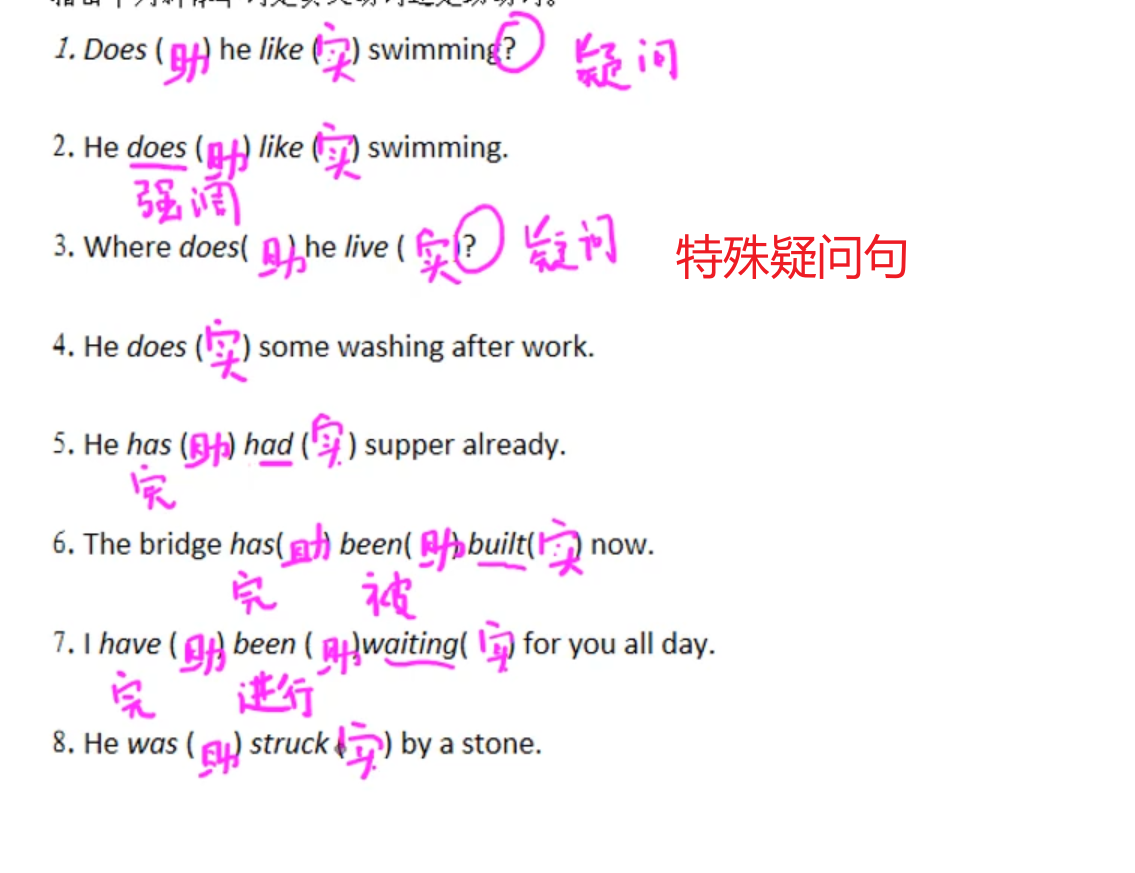 1. Does (助) he like (实) swimming? 疑问
2. He does (助) like (实) swimming.
强调
3. Where does( 助 )he live ( 实 )? 疑问 特殊疑问句
4. He does (实) some washing after work.
5. He has (助) had (实) supper already.
完
6. The bridge has(助) been( 助 ) built(实) now.
完 被
7. I have (助) been ( 助 )waiting( 实 ) for you all day.
完 进行
8. He was (助) struck (实) by a stone.